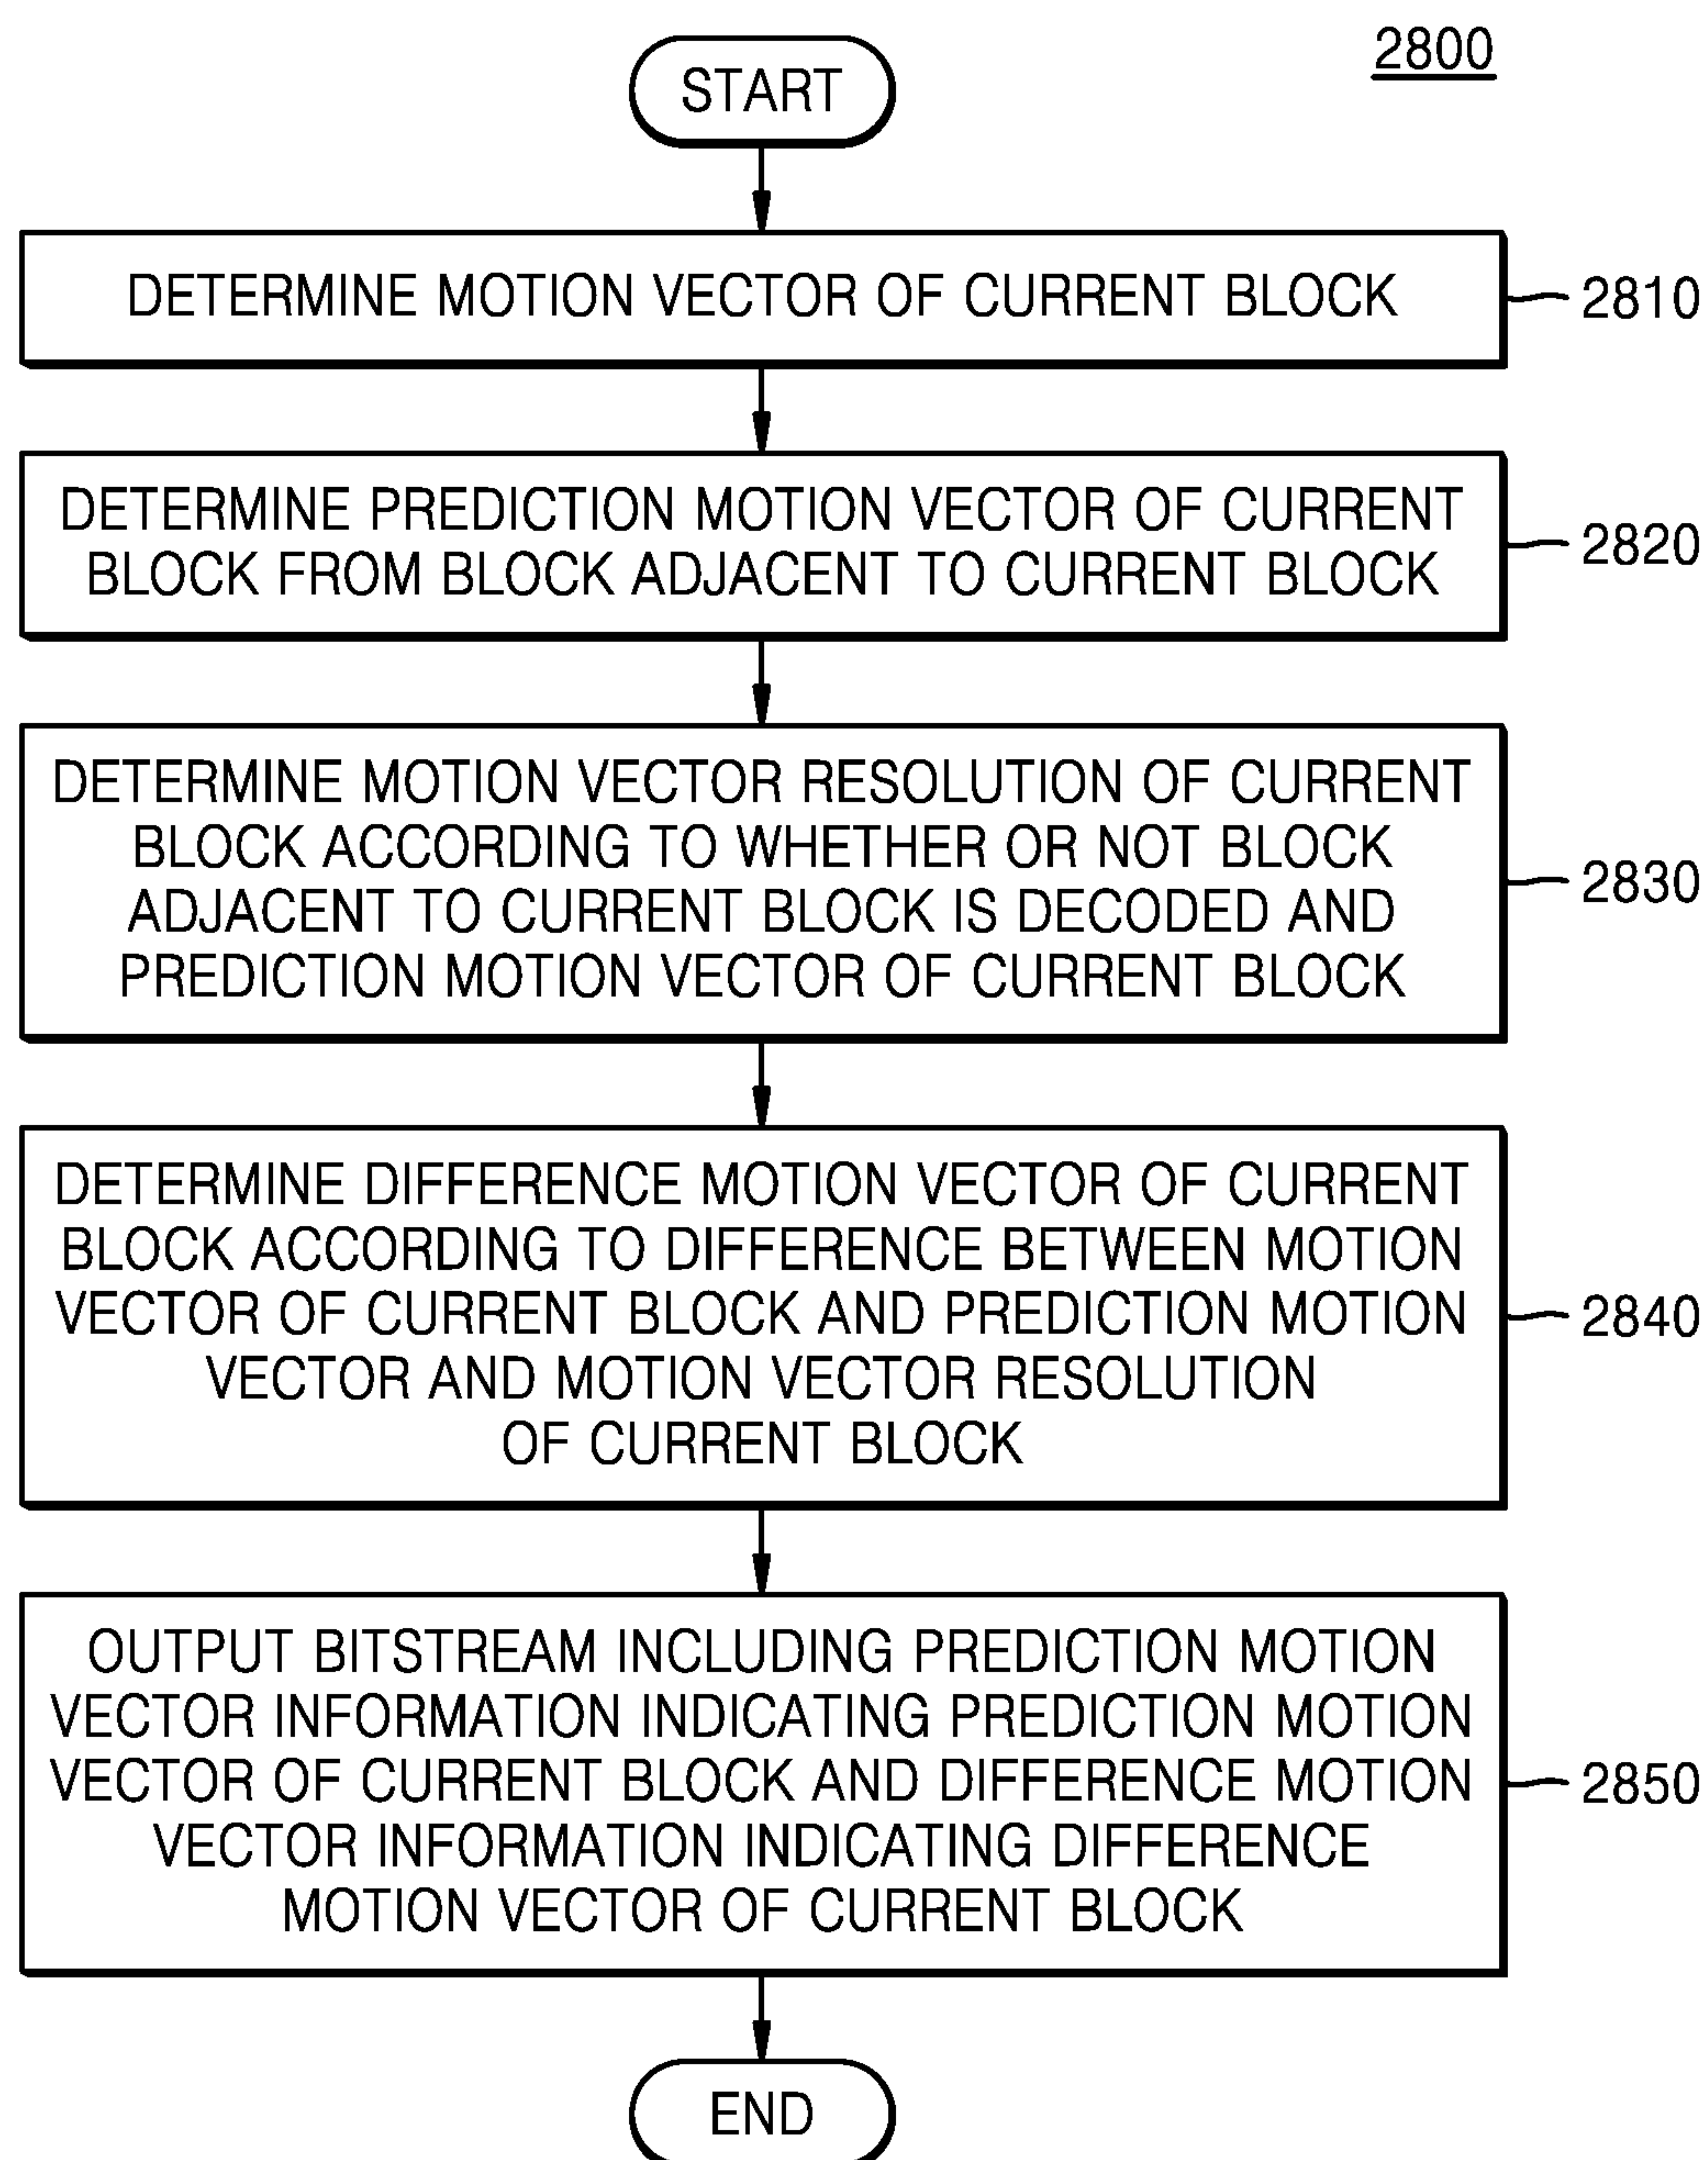 2800
START
DETERMINE MOTION VECTOR OF CURRENT BLOCK
2810
DETERMINE PREDICTION MOTION VECTOR OF CURRENT
BLOCK FROM BLOCK ADJACENT TO CURRENT BLOCK
2820
DETERMINE MOTION VECTOR RESOLUTION OF CURRENT
BLOCK ACCORDING TO WHETHER OR NOT BLOCK
ADJACENT TO CURRENT BLOCK IS DECODED AND
PREDICTION MOTION VECTOR OF CURRENT BLOCK
2830
DETERMINE DIFFERENCE MOTION VECTOR OF CURRENT
BLOCK ACCORDING TO DIFFERENCE BETWEEN MOTION
VECTOR OF CURRENT BLOCK AND PREDICTION MOTION
VECTOR AND MOTION VECTOR RESOLUTION
OF CURRENT BLOCK
2840
OUTPUT BITSTREAM INCLUDING PREDICTION MOTION
VECTOR INFORMATION INDICATING PREDICTION MOTION
VECTOR OF CURRENT BLOCK AND DIFFERENCE MOTION
VECTOR INFORMATION INDICATING DIFFERENCE
MOTION VECTOR OF CURRENT BLOCK
2850
END